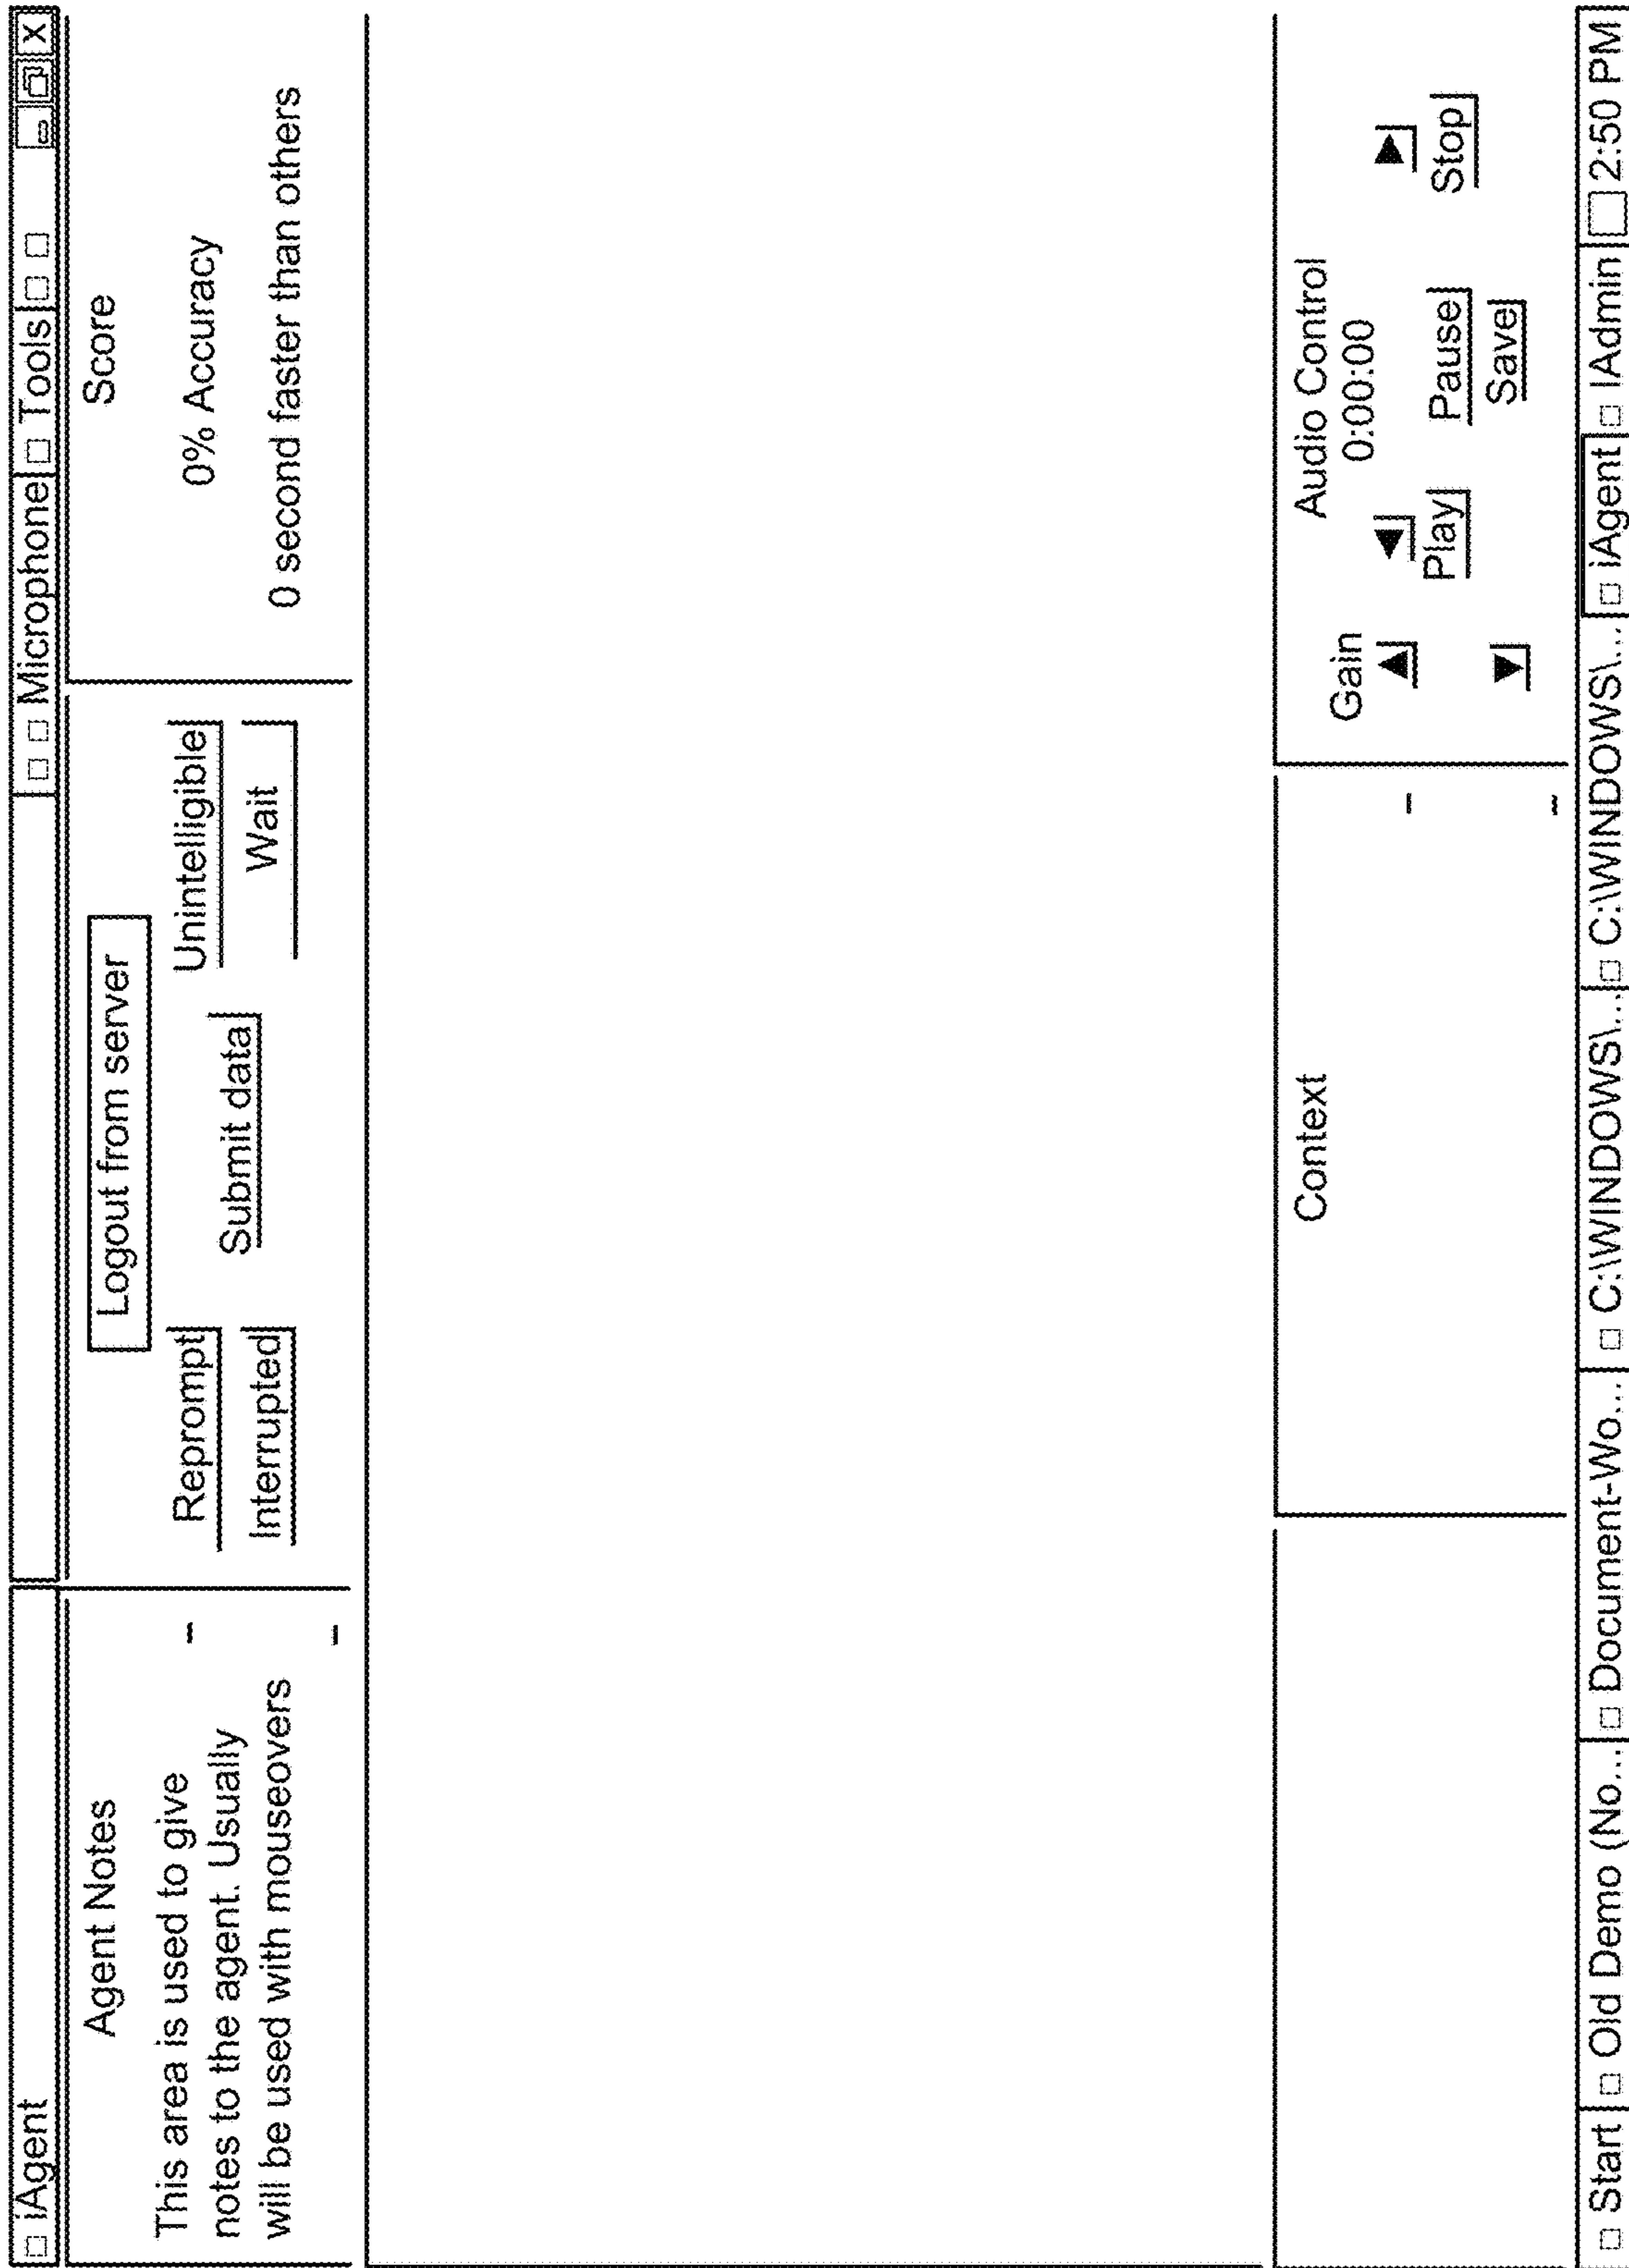 iAgent
Microphone
Tools
X
Agent Notes
This area is used to give
notes to the agent. Usually
will be used with mouseovers
Logout from server
Reprompt
Unintelligible
Submit data
Interrupted
Wait
Score
0% Accuracy
0 second faster than others
Context
Audio Control
Gain
0:00:00
Play
Pause
Stop
Save
Start
Old Demo (No...
Document-Wo...
C:\WINDOWS\...
C:\WINDOWS\...
iAgent
IAdmin
2:50 PM